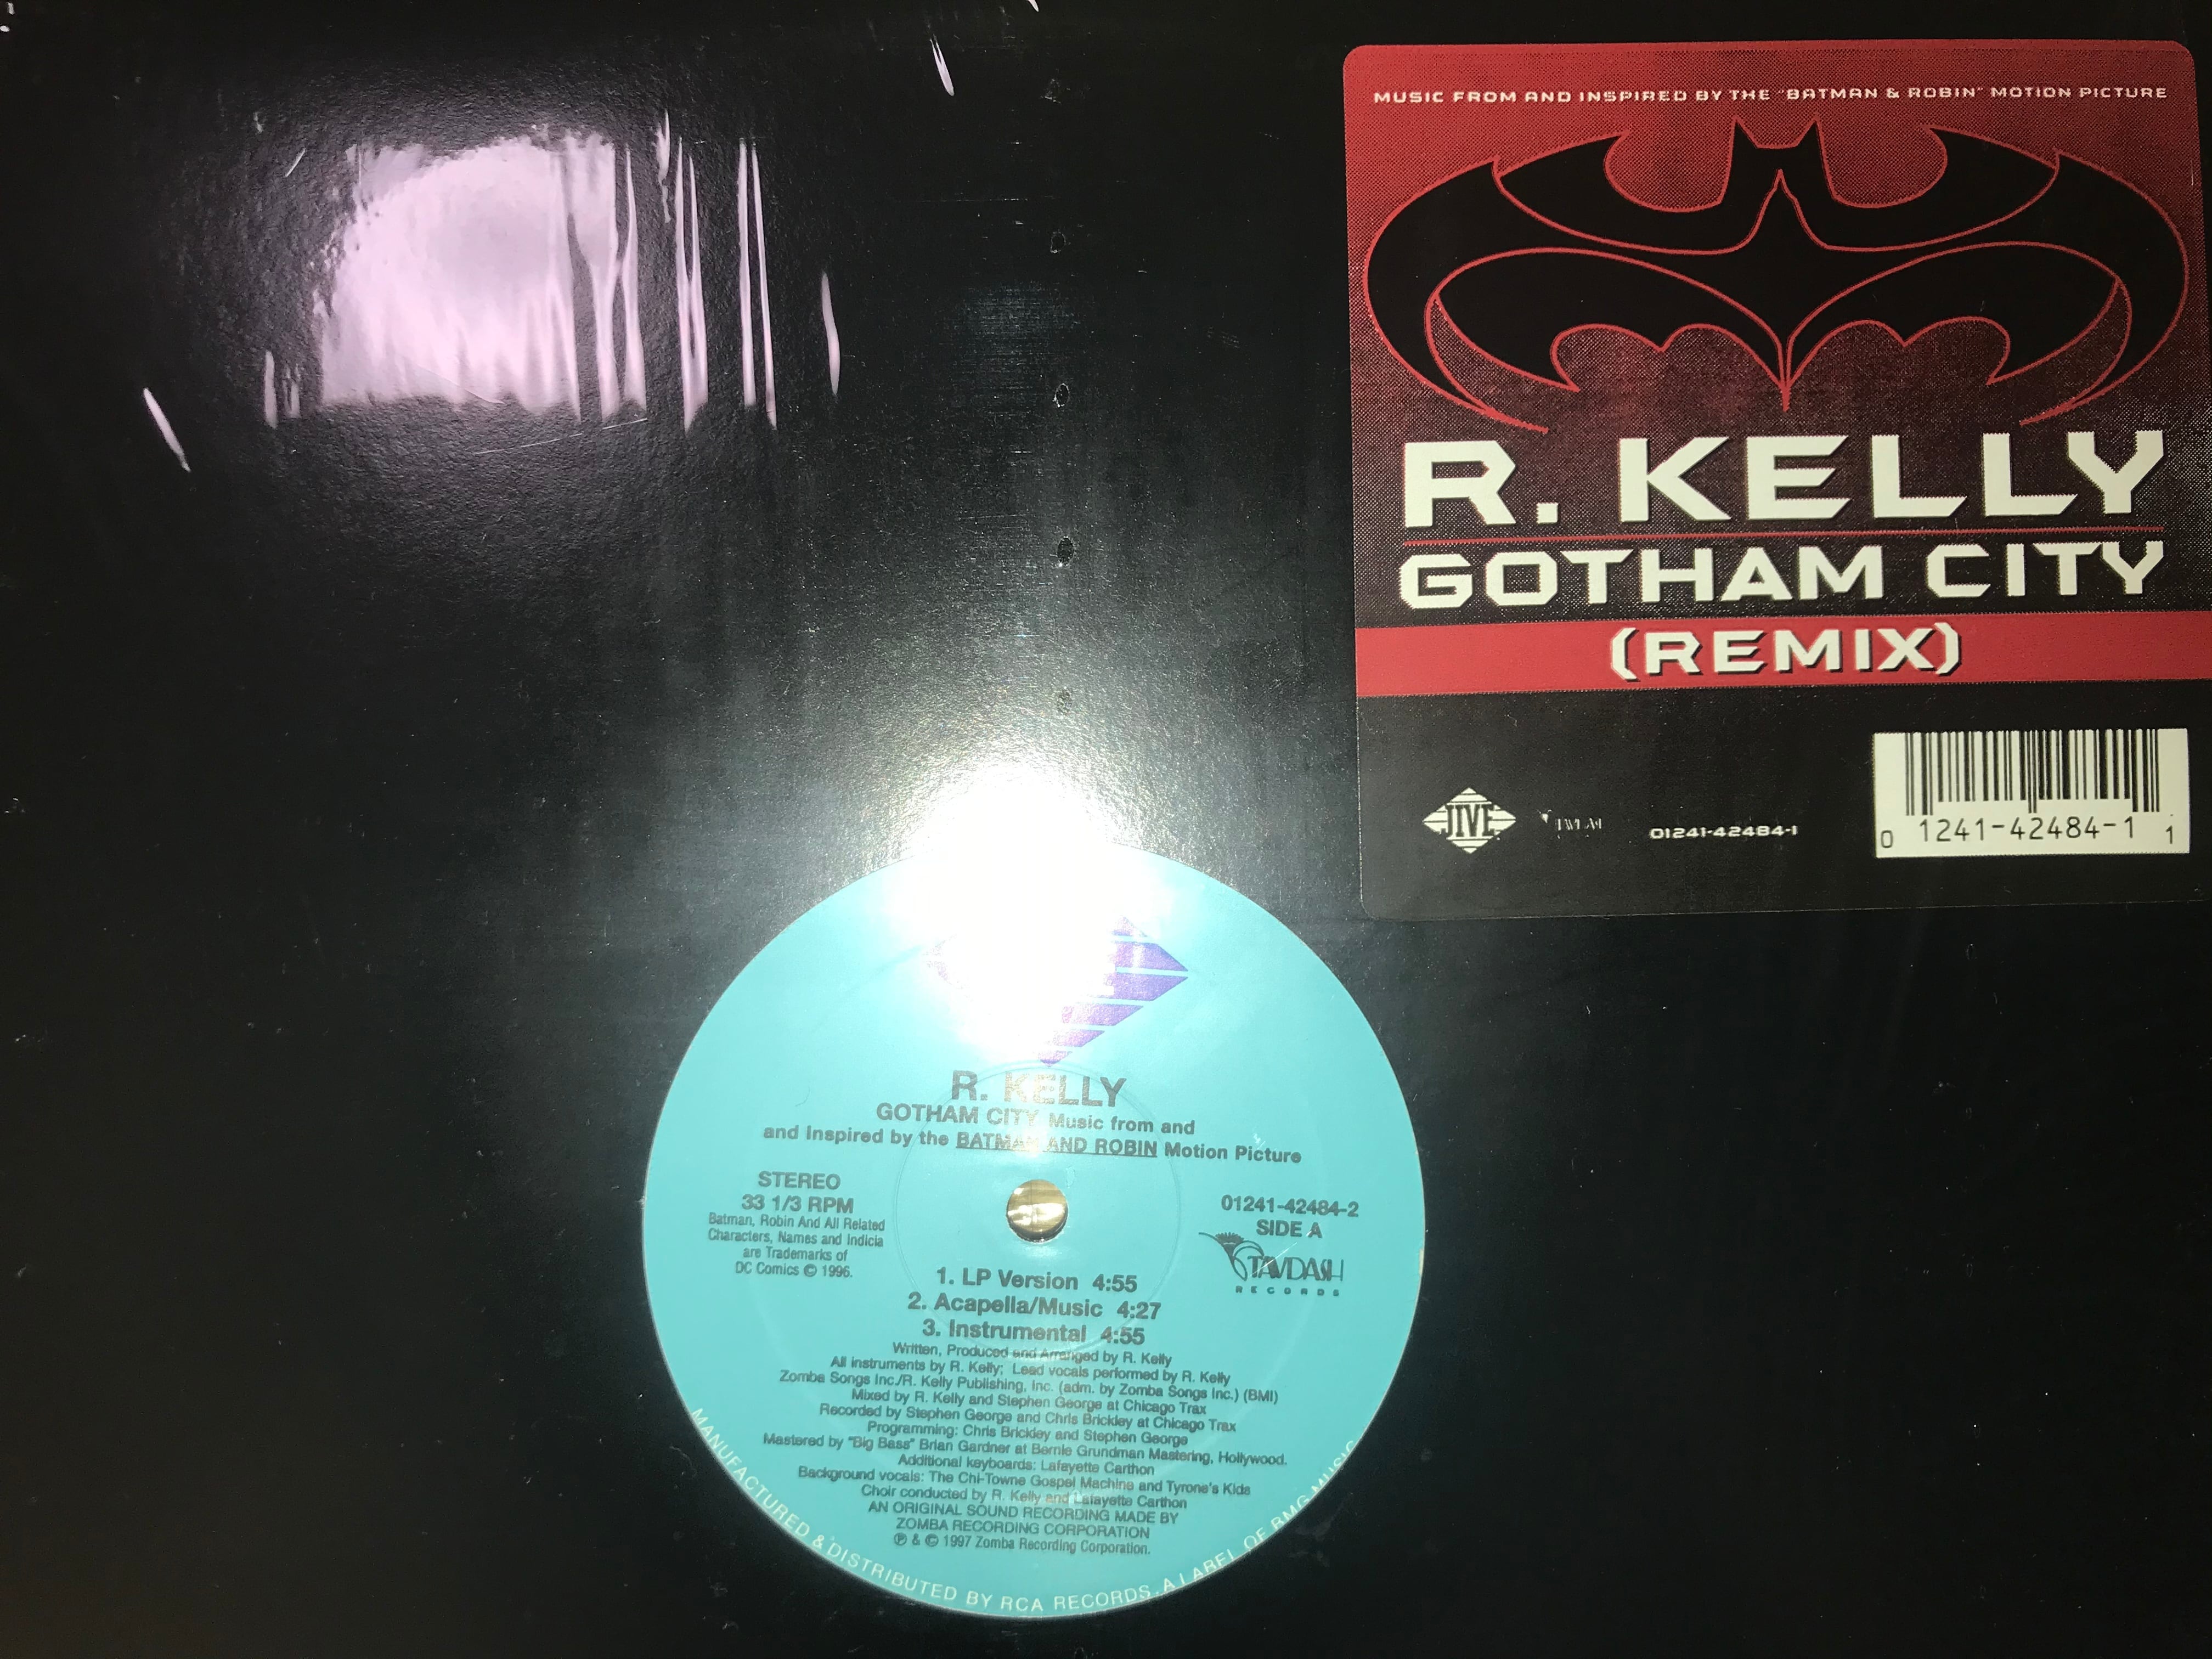 MUSIC FROM AND INSPIRED BY THE "BATMAN & ROBIN" MOTION PICTURE
R. KELLY
GOTHAM CITY
(REMIX)
JIVE
01241-42484-1
0 1241-42484-1 1
R. KELLY
GOTHAM CITY Music from and
and Inspired by the BATMAN AND ROBIN Motion Picture
STEREO
33 1/3 RPM
Batman, Robin And All Related
Characters, Names and Indicia
are Trademarks of
DC Comics © 1996.
01241-42484-2
SIDE A
TAVDASH
RECORDS
1. LP Version 4:55
2. Acapella/Music 4:27
3. Instrumental 4:55
Written, Produced and Arranged by R. Kelly
All instruments by R. Kelly; Lead vocals performed by R. Kelly
Zomba Songs Inc./R. Kelly Publishing, Inc. (adm. by Zomba Songs Inc.) (BMI)
Mixed by R. Kelly and Stephen George at Chicago Trax
Recorded by Stephen George and Chris Brickley at Chicago Trax
Programming: Chris Brickley and Stephen George
Mastered by "Big Bass" Brian Gardner at Bernie Grundman Mastering, Hollywood.
Additional keyboards: Lafayette Carthon
Background vocals: The Chi-Towne Gospel Machine and Tyrone's Kids
Choir conducted by R. Kelly and Lafayette Carthon
AN ORIGINAL SOUND RECORDING MADE BY
ZOMBA RECORDING CORPORATION
℗ & © 1997 Zomba Recording Corporation.
MANUFACTURED & DISTRIBUTED BY RCA RECORDS, A LABEL OF BMG MUSIC